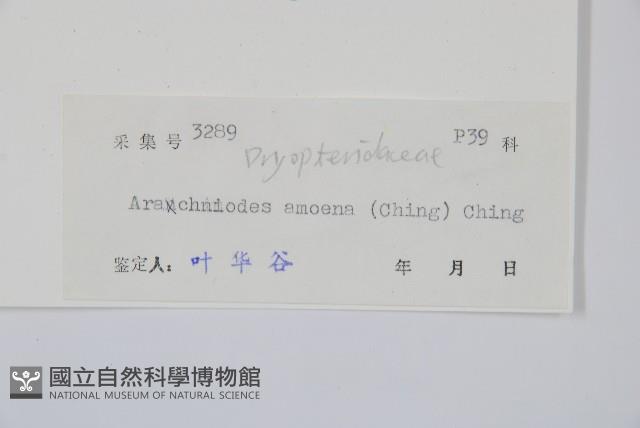 采集号 3289 P39 科
Dryopteridaceae
Arachniodes amoena (Ching) Ching
鉴定人: 叶华谷 年 月 日
國立自然科學博物館
NATIONAL MUSEUM OF NATURAL SCIENCE